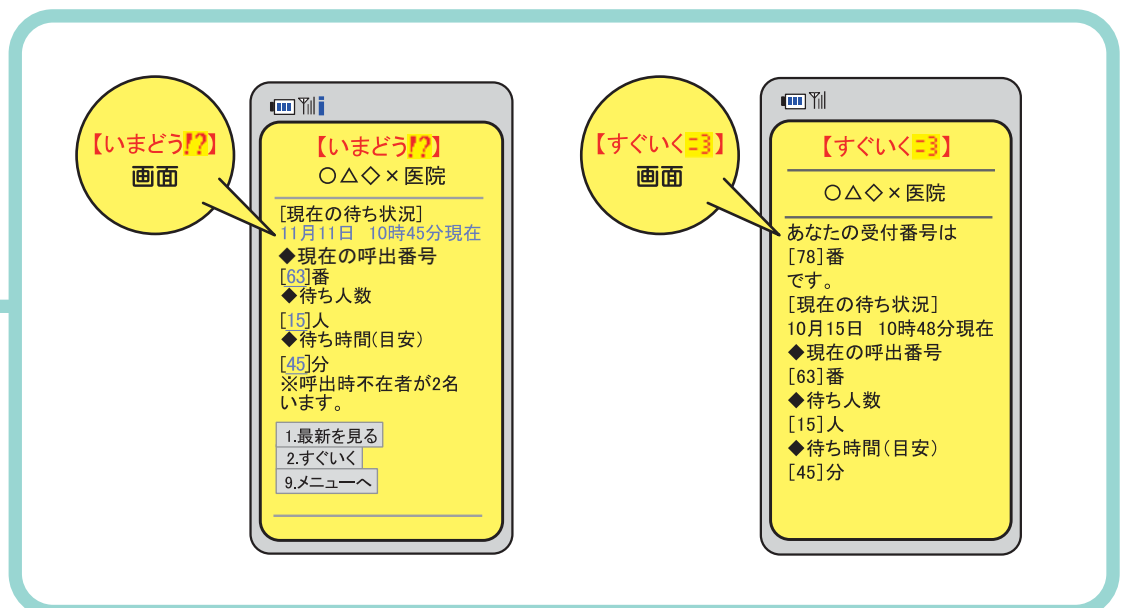 【いまどう!?】
画面
【いまどう!?】
○△◇×医院
[現在の待ち状況]
11月11日 10時45分現在
◆現在の呼出番号
[63]番
◆待ち人数
[15]人
◆待ち時間(目安)
[45]分
※呼出時不在者が2名
います。
1.最新を見る
2.すぐいく
9.メニューへ
【すぐいく】
画面
【すぐいく】
○△◇×医院
あなたの受付番号は
[78]番
です。
[現在の待ち状況]
10月15日 10時48分現在
◆現在の呼出番号
[63]番
◆待ち人数
[15]人
◆待ち時間(目安)
[45]分